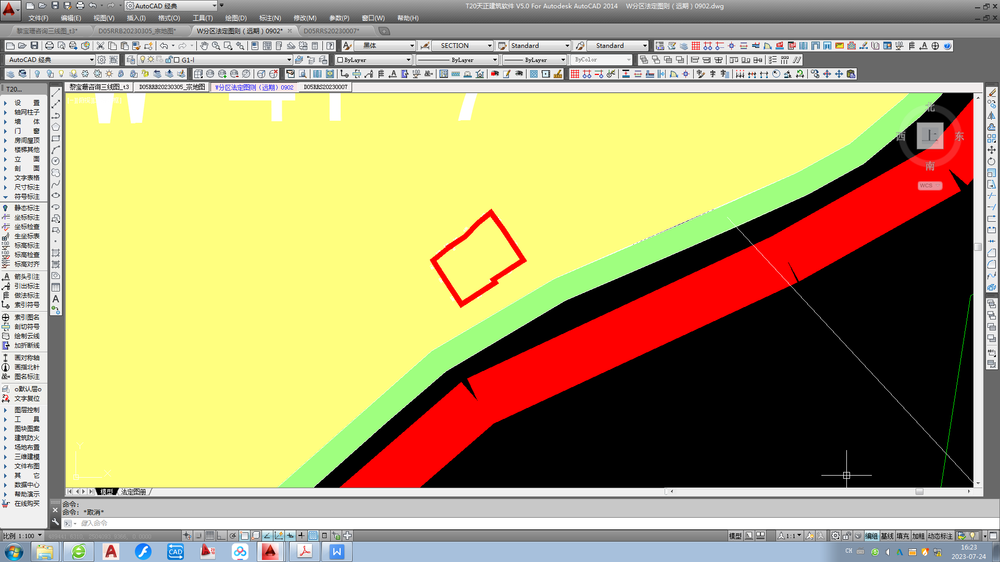 AutoCAD 经典
T20天正建筑软件 V5.0 For Autodesk AutoCAD 2014 W分区法定图则（远期）0902.dwg
文件(F) 编辑(E) 视图(V) 插入(I) 格式(O) 工具(T) 绘图(D) 标注(N) 修改(M) 参数(P) 窗口(W) 帮助(H)
黎宝珊咨询三线图_t3* D05RRB20230305_宗地图* W分区法定图则（远期）0902* D05RRS20230007*
黑体 SECTION Standard Standard
AutoCAD 经典 G1-I ByLayer ByLayer ByLayer ByColor
T20...
黎宝珊咨询三线图_t3 D05RRB20230305_宗地图 W分区法定图则（远期）0902 D05RRS20230007
设 置
轴网柱子
墙 体
门 窗
房间屋顶
楼梯其他
立 面
剖 面
文字表格
尺寸标注
符号标注
静态标注
坐标标注
坐标检查
生坐标表
标高标注
标高检查
标高对齐
箭头引注
引出标注
做法标注
索引符号
索引图名
剖切符号
绘制云线
加折断线
画对称轴
画指北针
图名标注
o默认层o
文字复位
图层控制
工 具
图块图案
建筑防火
场地布置
三维建模
文件布图
其 它
数据中心
帮助演示
在线购买
北
西 上 东
南
WCS
模型 法定图册
命令:
命令: *取消*
键入命令
比例 1:100 489441.6310, 2504093.9366, 0.0000
模型 1:1 编组 基线 填充 加粗 动态标注
CH
16:23
2023-07-24